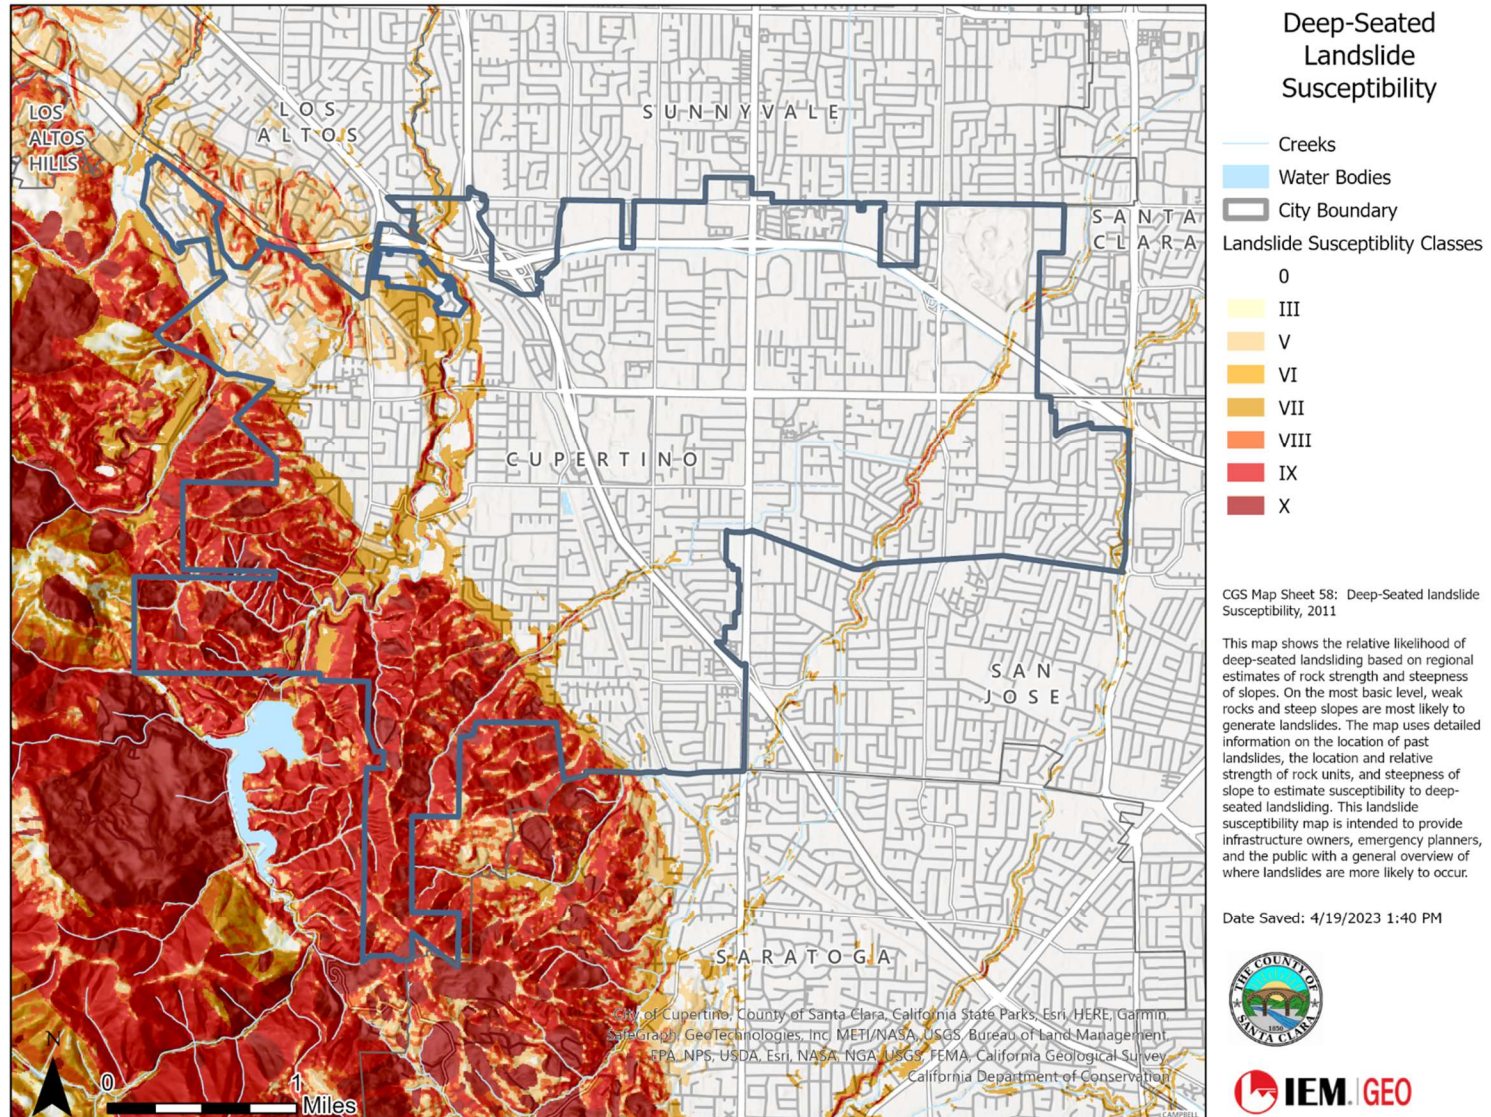 Deep-Seated
Landslide
Susceptibility
Creeks
Water Bodies
City Boundary
Landslide Susceptiblity Classes
0
III
V
VI
VII
VIII
IX
X
CGS Map Sheet 58: Deep-Seated landslide
Susceptibility, 2011
This map shows the relative likelihood of
deep-seated landsliding based on regional
estimates of rock strength and steepness
of slopes. On the most basic level, weak
rocks and steep slopes are most likely to
generate landslides. The map uses detailed
information on the location of past
landslides, the location and relative
strength of rock units, and steepness of
slope to estimate susceptibility to deep-
seated landsliding. This landslide
susceptibility map is intended to provide
infrastructure owners, emergency planners,
and the public with a general overview of
where landslides are more likely to occur.
Date Saved: 4/19/2023 1:40 PM
THE COUNTY OF
SANTA CLARA
1850
IEM. | GEO
LOS
ALTOS
HILLS
LOS
ALTOS
SUNNYVALE
SANTA
CLARA
CUPERTINO
SAN
JOSE
SARATOGA
City of Cupertino, County of Santa Clara, California State Parks, Esri, HERE, Garmin,
SafeGraph, GeoTechnologies, Inc, METI/NASA, USGS, Bureau of Land Management,
EPA, NPS, USDA, Esri, NASA, NGA, USGS, FEMA, California Geological Survey,
California Department of Conservation
CAMPBELL
N
0 1
Miles